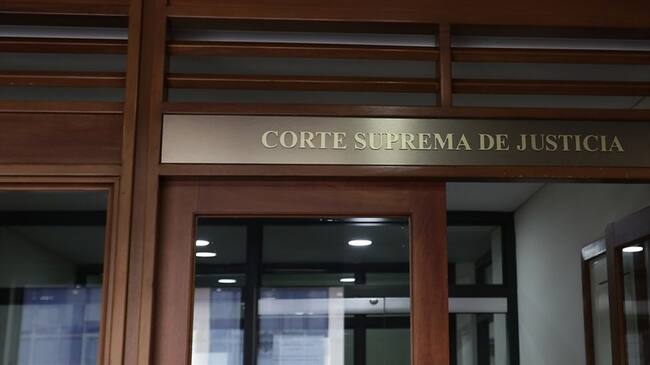 CORTE SUPREMA DE JUSTICIA